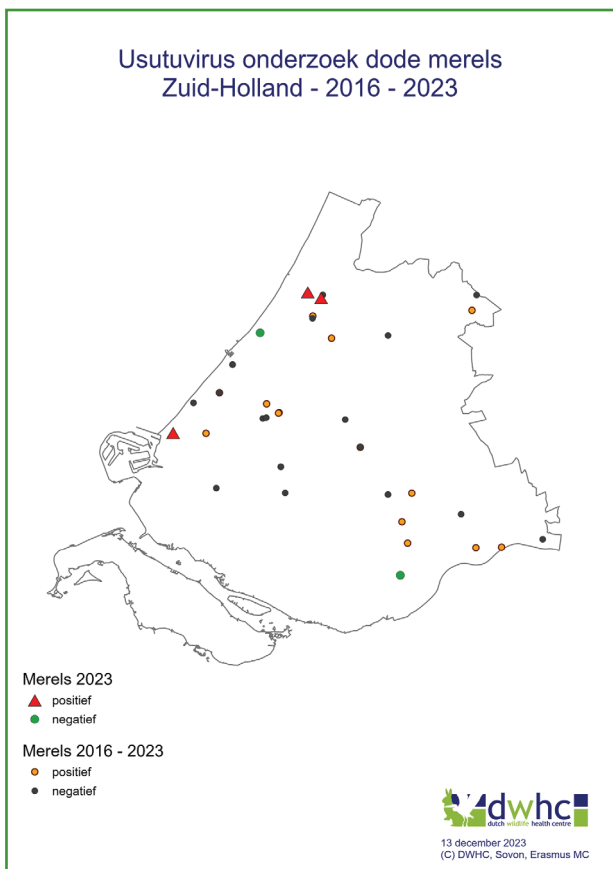 Usutuvirus onderzoek dode merels
Zuid-Holland - 2016 - 2023
Merels 2023
positief
negatief
Merels 2016 - 2023
positief
negatief
dwhc
dutch wildlife health centre
13 december 2023
(C) DWHC, Sovon, Erasmus MC